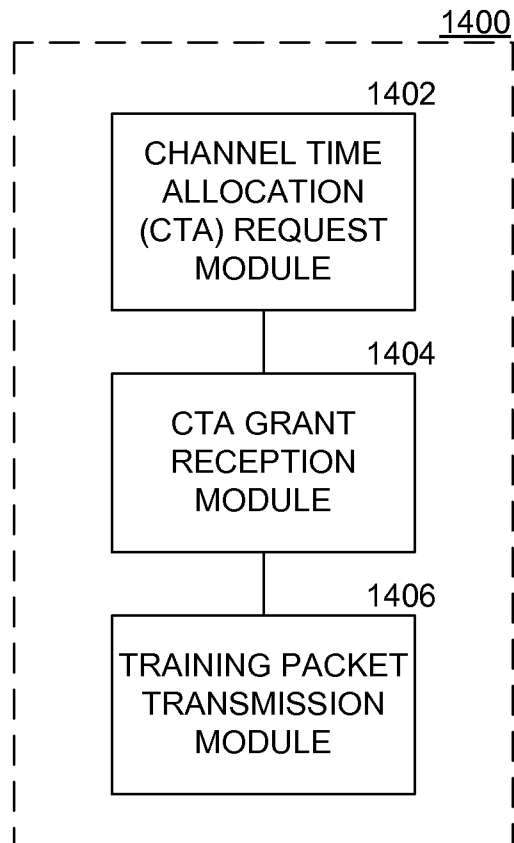 1400
1402
CHANNEL TIME
ALLOCATION
(CTA) REQUEST
MODULE
1404
CTA GRANT
RECEPTION
MODULE
1406
TRAINING PACKET
TRANSMISSION
MODULE